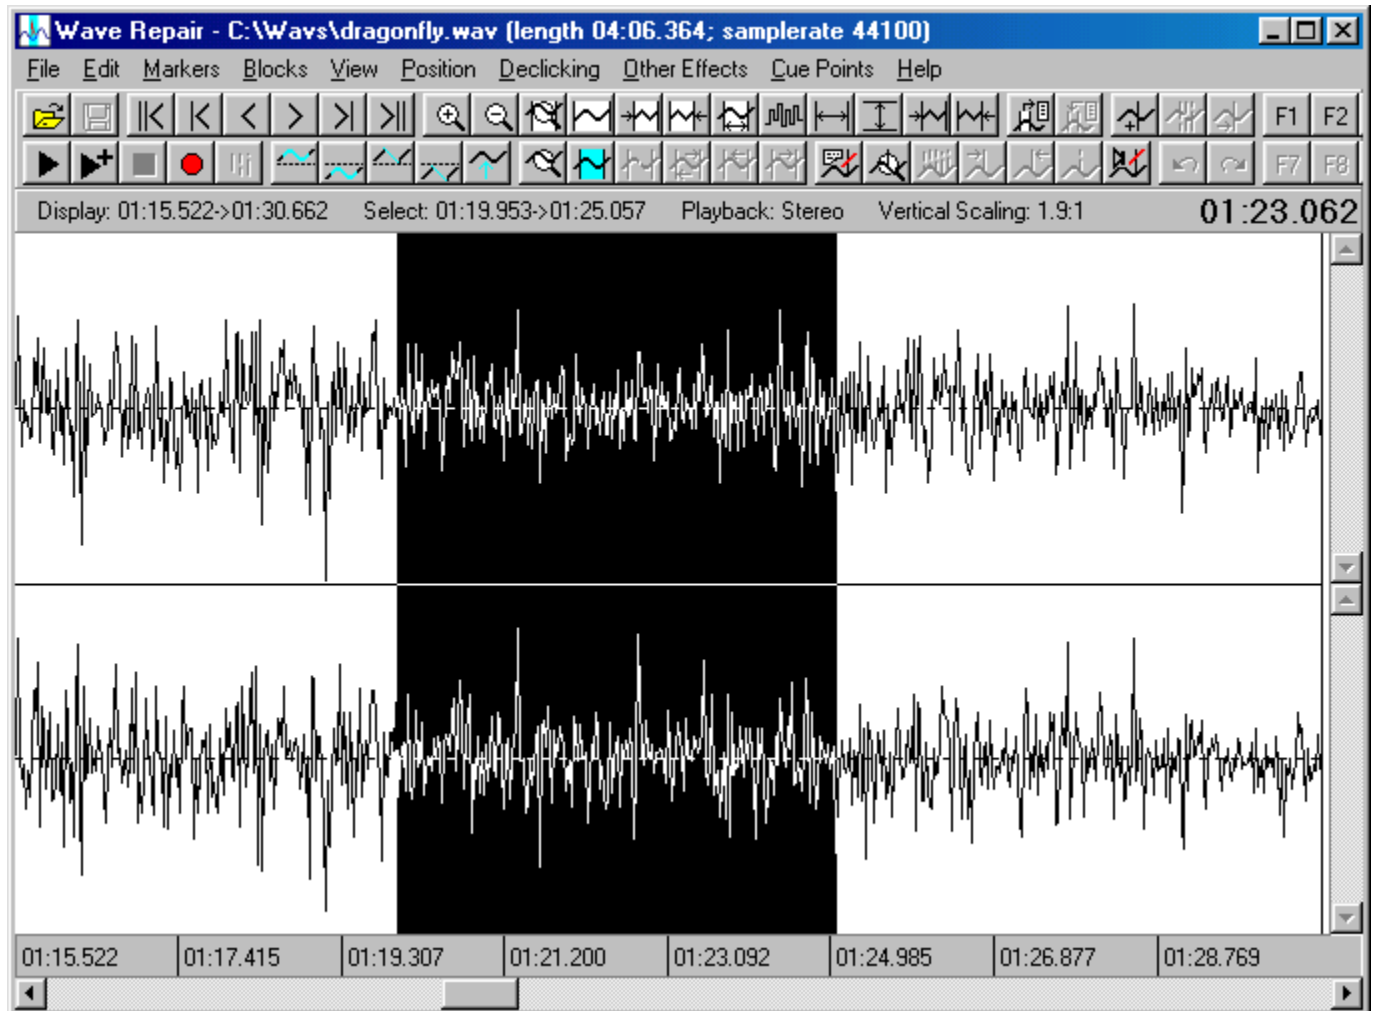 Wave Repair - C:\Wavs\dragonfly.wav (length 04:06.364; samplerate 44100)
File Edit Markers Blocks View Position Declicking Other Effects Cue Points Help
F1 F2
F7 F8
Display: 01:15.522->01:30.662 Select: 01:19.953->01:25.057 Playback: Stereo Vertical Scaling: 1.9:1 01:23.062
01:15.522 01:17.415 01:19.307 01:21.200 01:23.092 01:24.985 01:26.877 01:28.769